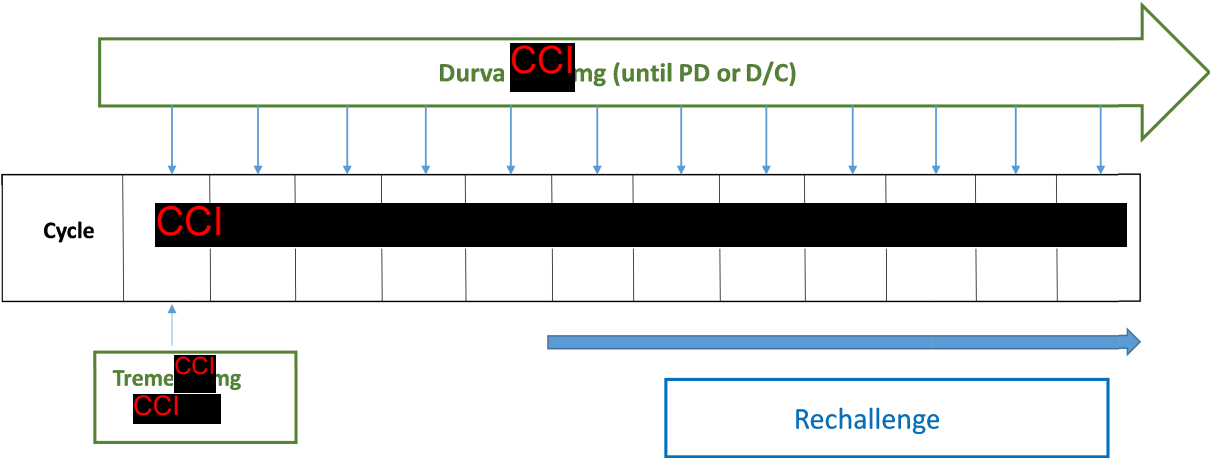 Durva CCI mg (until PD or D/C)
Cycle
CCI
Treme CCI mg
CCI
Rechallenge